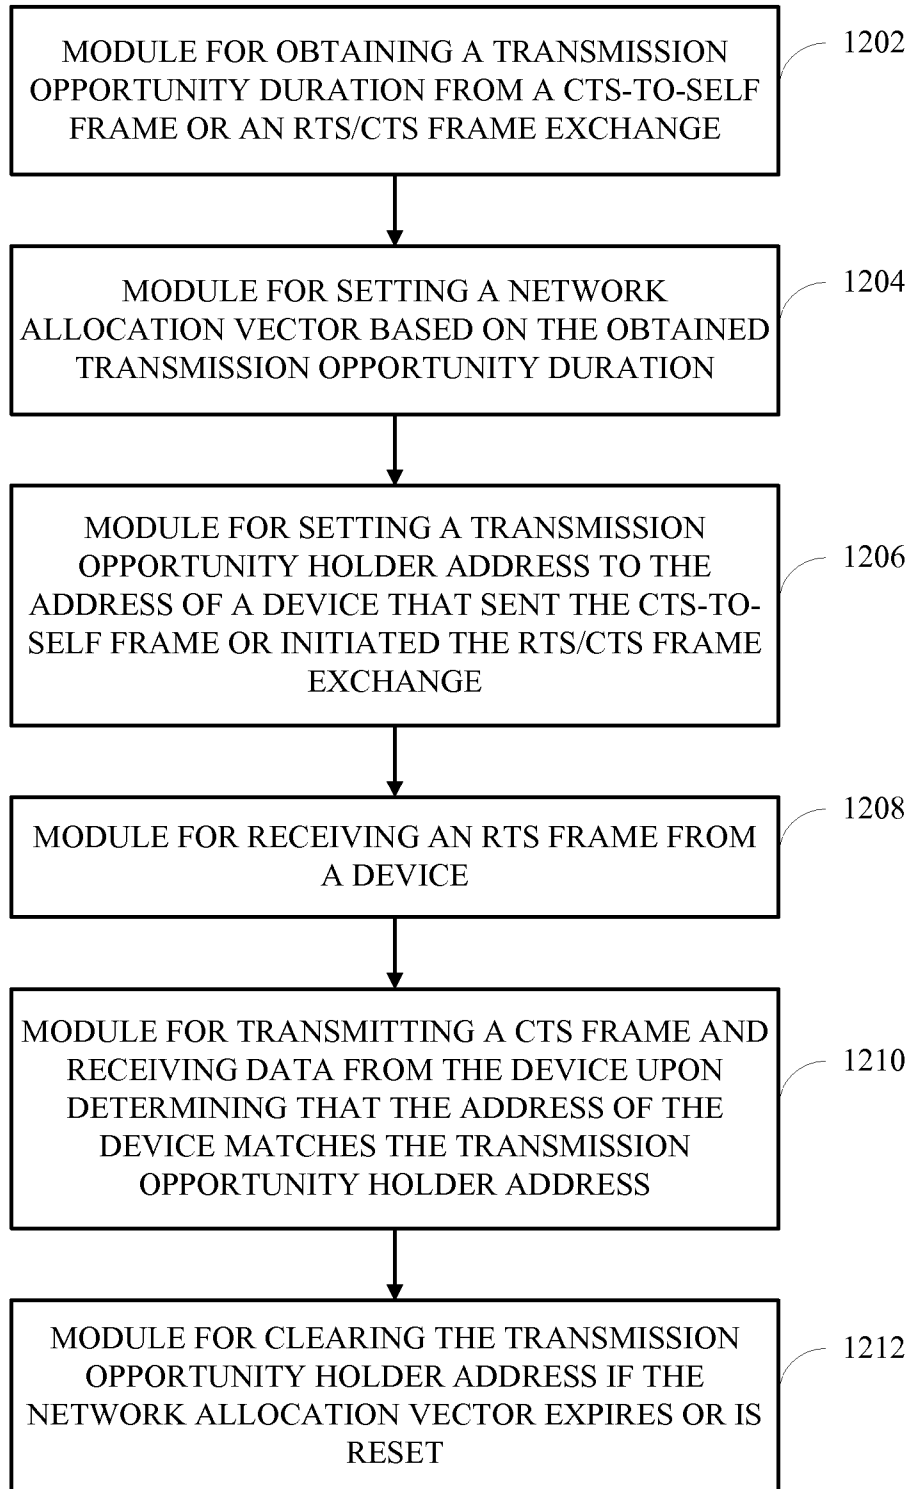 MODULE FOR OBTAINING A TRANSMISSION
OPPORTUNITY DURATION FROM A CTS-TO-SELF
FRAME OR AN RTS/CTS FRAME EXCHANGE
1202
MODULE FOR SETTING A NETWORK
ALLOCATION VECTOR BASED ON THE OBTAINED
TRANSMISSION OPPORTUNITY DURATION
1204
MODULE FOR SETTING A TRANSMISSION
OPPORTUNITY HOLDER ADDRESS TO THE
ADDRESS OF A DEVICE THAT SENT THE CTS-TO-
SELF FRAME OR INITIATED THE RTS/CTS FRAME
EXCHANGE
1206
MODULE FOR RECEIVING AN RTS FRAME FROM
A DEVICE
1208
MODULE FOR TRANSMITTING A CTS FRAME AND
RECEIVING DATA FROM THE DEVICE UPON
DETERMINING THAT THE ADDRESS OF THE
DEVICE MATCHES THE TRANSMISSION
OPPORTUNITY HOLDER ADDRESS
1210
MODULE FOR CLEARING THE TRANSMISSION
OPPORTUNITY HOLDER ADDRESS IF THE
NETWORK ALLOCATION VECTOR EXPIRES OR IS
RESET
1212